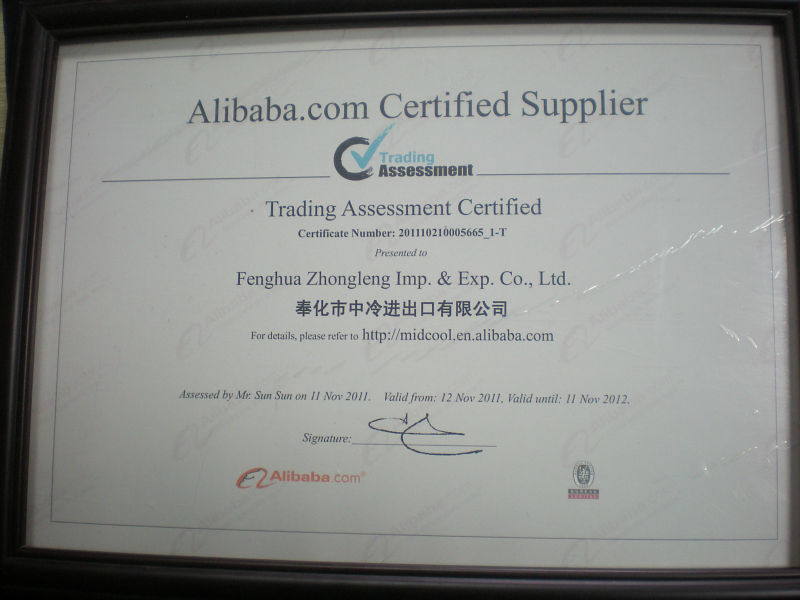 Alibaba.com Certified Supplier
Trading
Assessment
Trading Assessment Certified
Certificate Number: 201110210005665_1-T
Presented to
Fenghua Zhongleng Imp. & Exp. Co., Ltd.
奉化市中冷进出口有限公司
For details, please refer to http://midcool.en.alibaba.com
Assessed by Mr. Sun Sun on 11 Nov 2011. Valid from: 12 Nov 2011, Valid until: 11 Nov 2012.
Signature:
Alibaba.com®
BUREAU
VERITAS